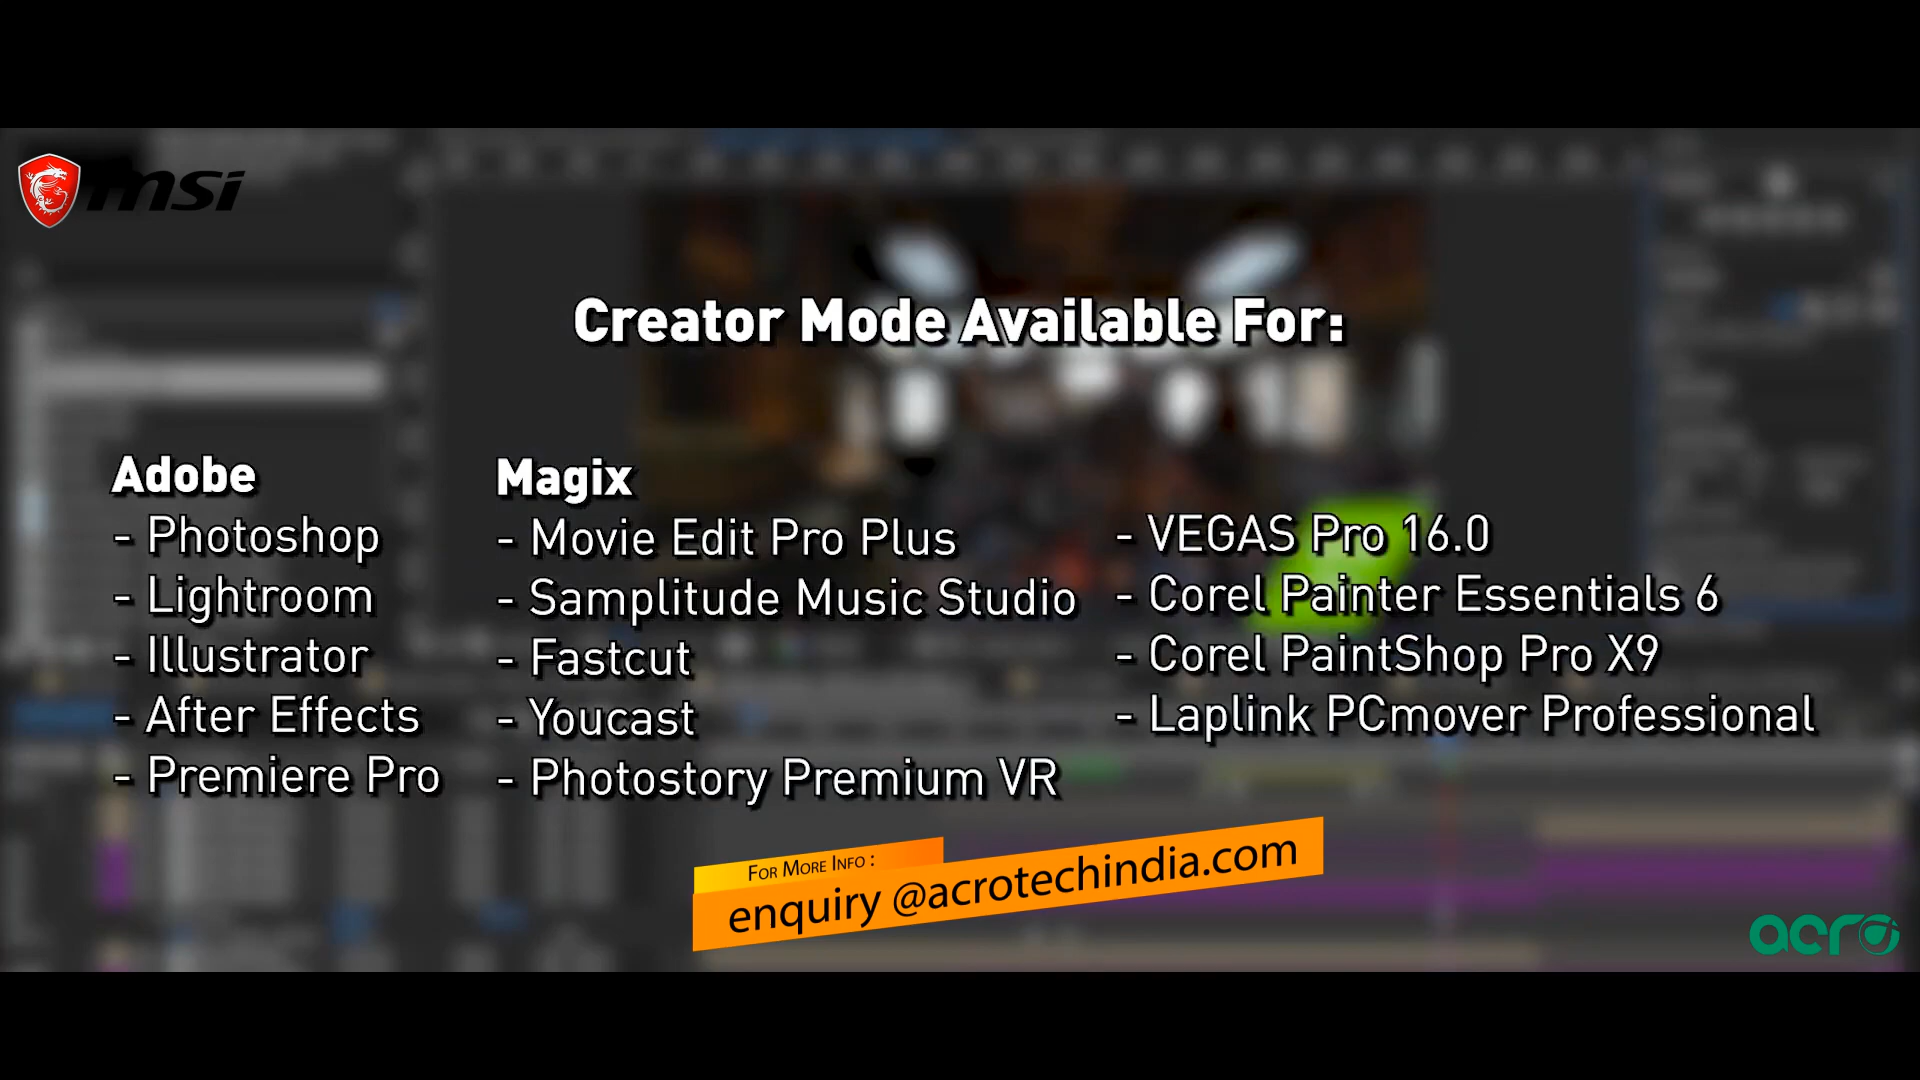 msi
Creator Mode Available For:
Adobe
- Photoshop
- Lightroom
- Illustrator
- After Effects
- Premiere Pro
Magix
- Movie Edit Pro Plus
- Samplitude Music Studio
- Fastcut
- Youcast
- Photostory Premium VR
- VEGAS Pro 16.0
- Corel Painter Essentials 6
- Corel PaintShop Pro X9
- Laplink PCmover Professional
For More Info :
enquiry @acrotechindia.com
acro